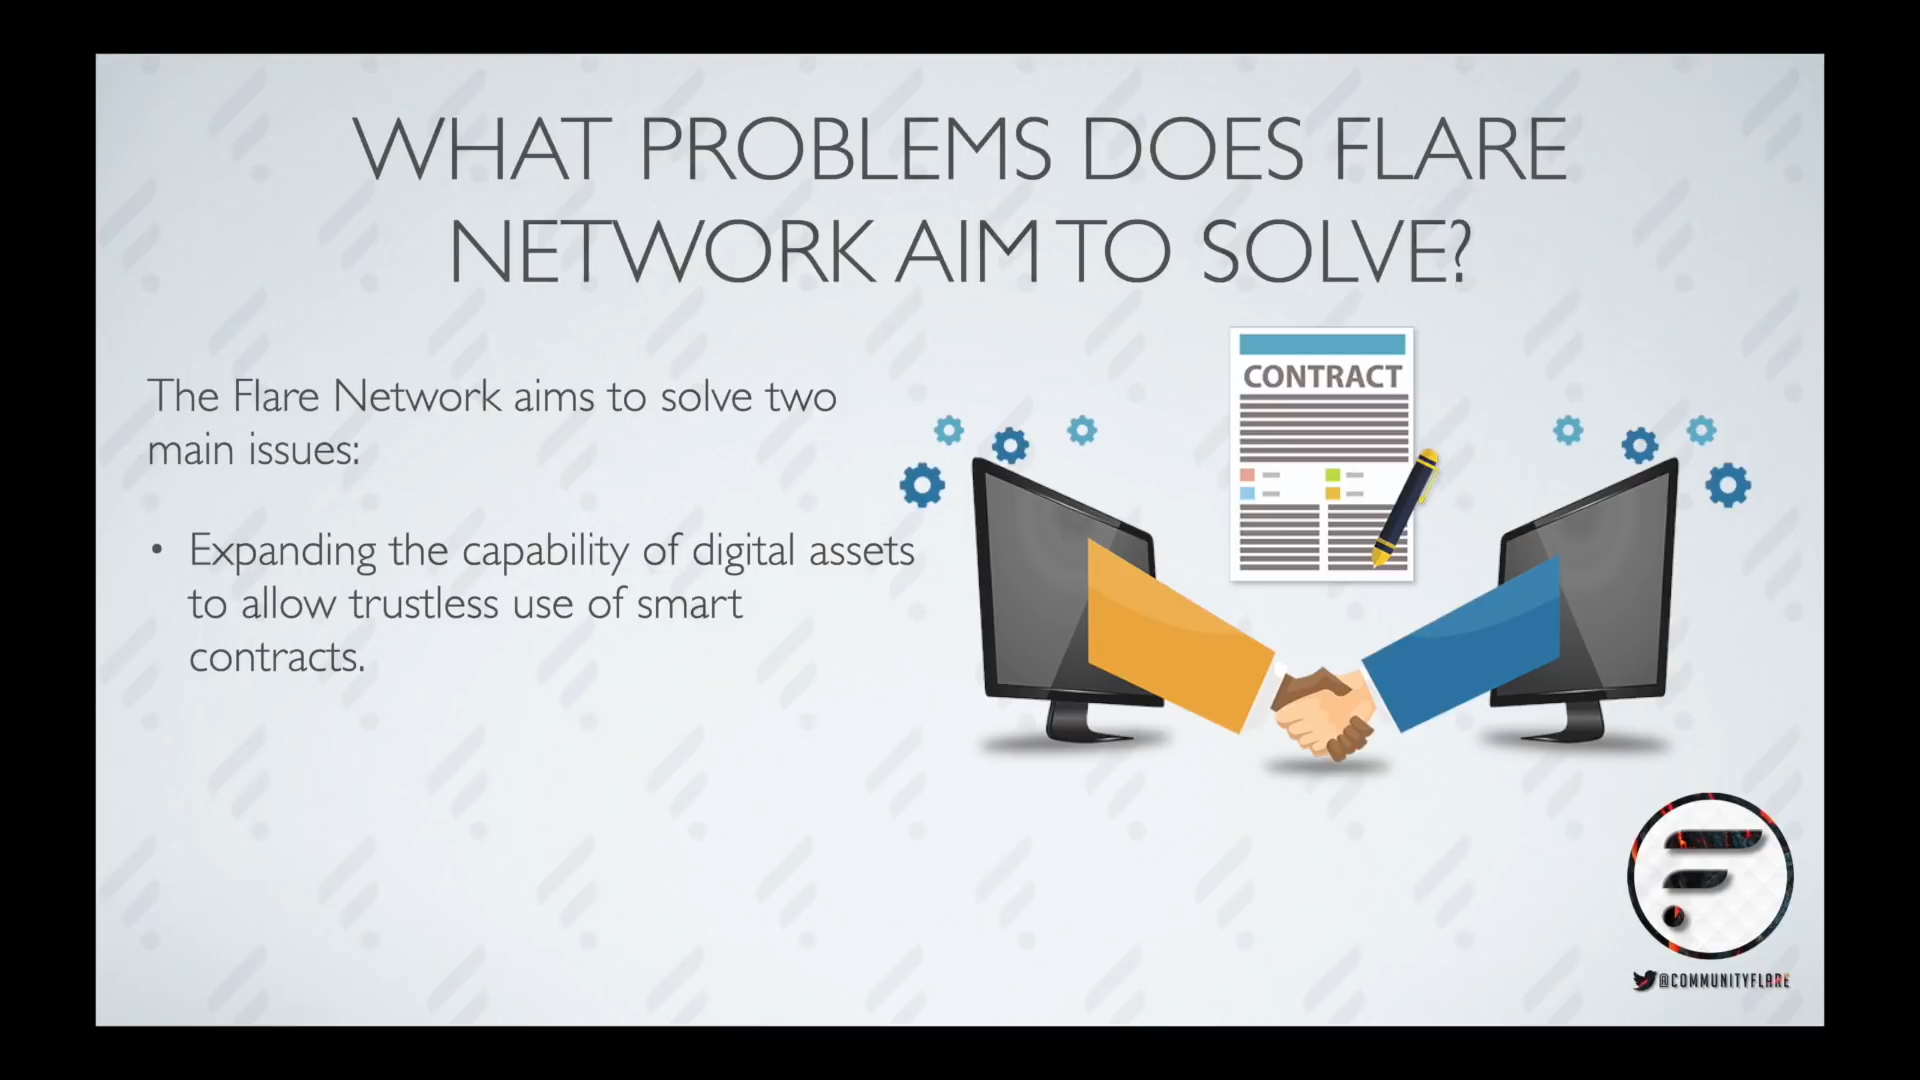 WHAT PROBLEMS DOES FLARE
NETWORK AIM TO SOLVE?
The Flare Network aims to solve two
main issues:
• Expanding the capability of digital assets
to allow trustless use of smart
contracts.
CONTRACT
@COMMUNITYFLARE